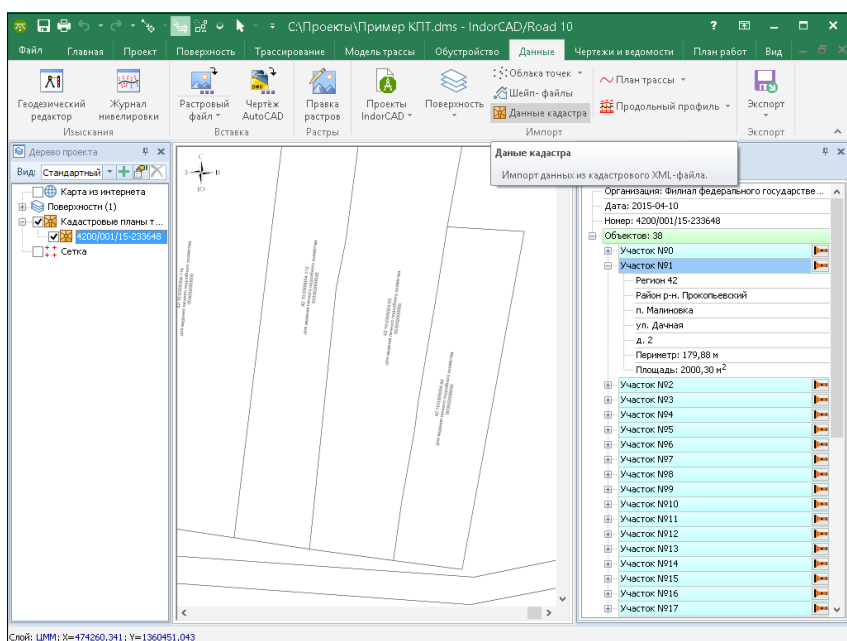 C:\Проекты\Пример КПТ.dms - IndorCAD/Road 10
Файл Главная Проект Поверхность Трассирование Модель трассы Обустройство Данные Чертежи и ведомости План работ Вид
Геодезический редактор
Журнал нивелировки
Изыскания
Растровый файл
Чертёж AutoCAD
Вставка
Правка растров
Растры
Проекты IndorCAD
Поверхность
Облака точек
Шейп- файлы
Данные кадастра
План трассы
Продольный профиль
Импорт
Экспорт
Экспорт
Дерево проекта
Вид: Стандартный
Карта из интернета
Поверхности (1)
Кадастровые планы т...
4200/001/15-233648
Сетка
С
З В
Ю
Даные кадастра
Импорт данных из кадастрового XML-файла.
Организация: Филиал федерального государстве...
Дата: 2015-04-10
Номер: 4200/001/15-233648
Объектов: 38
Участок №0
Участок №1
Регион 42
Район р-н. Прокопьевский
п. Малиновка
ул. Дачная
д. 2
Периметр: 179,88 м
Площадь: 2000,30 м2
Участок №2
Участок №3
Участок №4
Участок №5
Участок №6
Участок №7
Участок №8
Участок №9
Участок №10
Участок №11
Участок №12
Участок №13
Участок №14
Участок №15
Участок №16
Участок №17
Слой: ЦММ; X=474260,341; Y=1360451,043